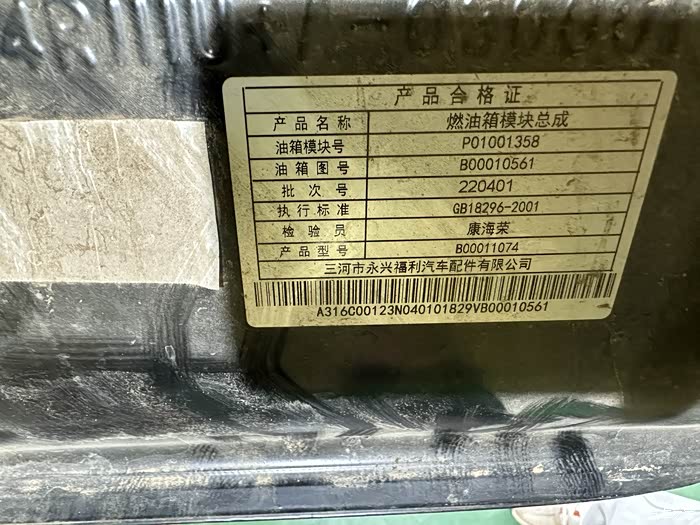 产品合格证
产品名称 燃油箱模块总成
油箱模块号 P01001358
油箱图号 B00010561
批次号 220401
执行标准 GB18296-2001
检验员 康海荣
产品型号 B00011074
三河市永兴福利汽车配件有限公司
A316C00123N040101829VB00010561